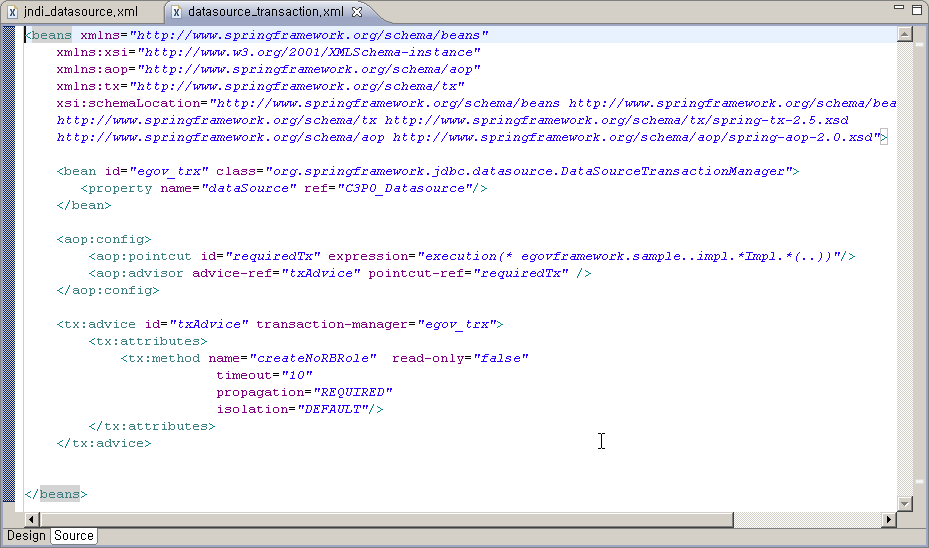 jndi_datasource.xml datasource_transaction.xml
<beans xmlns="http://www.springframework.org/schema/beans"
xmlns:xsi="http://www.w3.org/2001/XMLSchema-instance"
xmlns:aop="http://www.springframework.org/schema/aop"
xmlns:tx="http://www.springframework.org/schema/tx"
xsi:schemaLocation="http://www.springframework.org/schema/beans http://www.springframework.org/schema/bea
http://www.springframework.org/schema/tx http://www.springframework.org/schema/tx/spring-tx-2.5.xsd
http://www.springframework.org/schema/aop http://www.springframework.org/schema/aop/spring-aop-2.0.xsd">
<bean id="egov_trx" class="org.springframework.jdbc.datasource.DataSourceTransactionManager">
<property name="dataSource" ref="C3P0_Datasource"/>
</bean>
<aop:config>
<aop:pointcut id="requiredTx" expression="execution(* egovframework.sample..impl.*Impl.*(..))"/>
<aop:advisor advice-ref="txAdvice" pointcut-ref="requiredTx" />
</aop:config>
<tx:advice id="txAdvice" transaction-manager="egov_trx">
<tx:attributes>
<tx:method name="createNoRBRole" read-only="false"
timeout="10"
propagation="REQUIRED"
isolation="DEFAULT"/>
</tx:attributes>
</tx:advice>
</beans>
Design Source